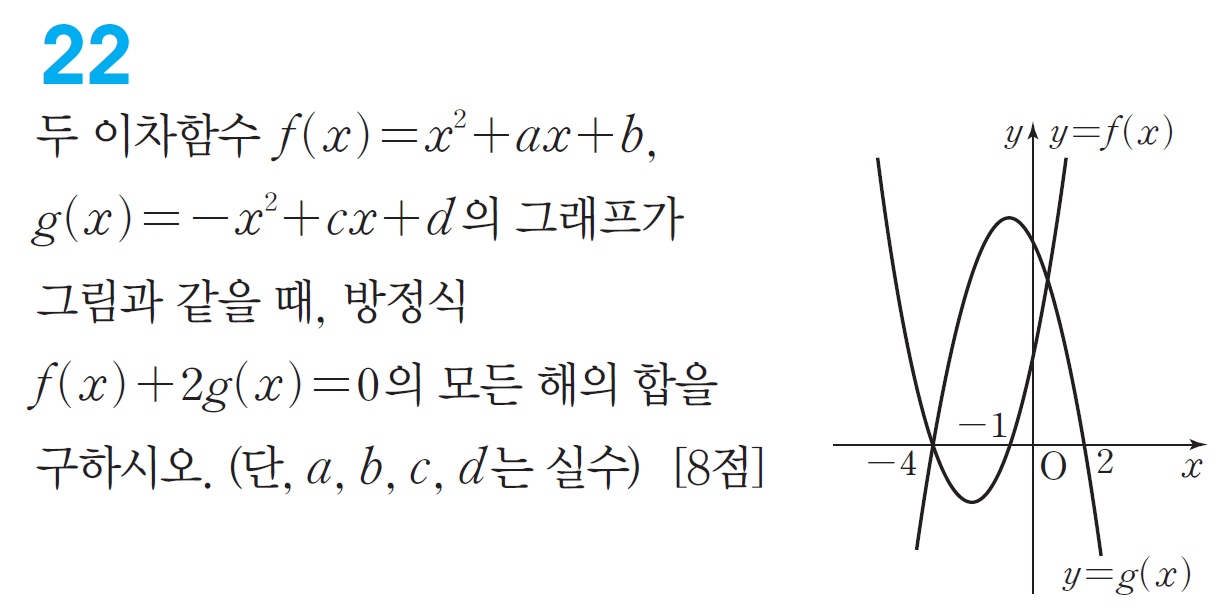 22
두 이차함수 f(x)=x²+ax+b,
g(x)=-x²+cx+d의 그래프가
그림과 같을 때, 방정식
f(x)+2g(x)=0의 모든 해의 합을
구하시오. (단, a, b, c, d는 실수) [8점]
y y=f(x)
-1
-4 O 2 x
y=g(x)